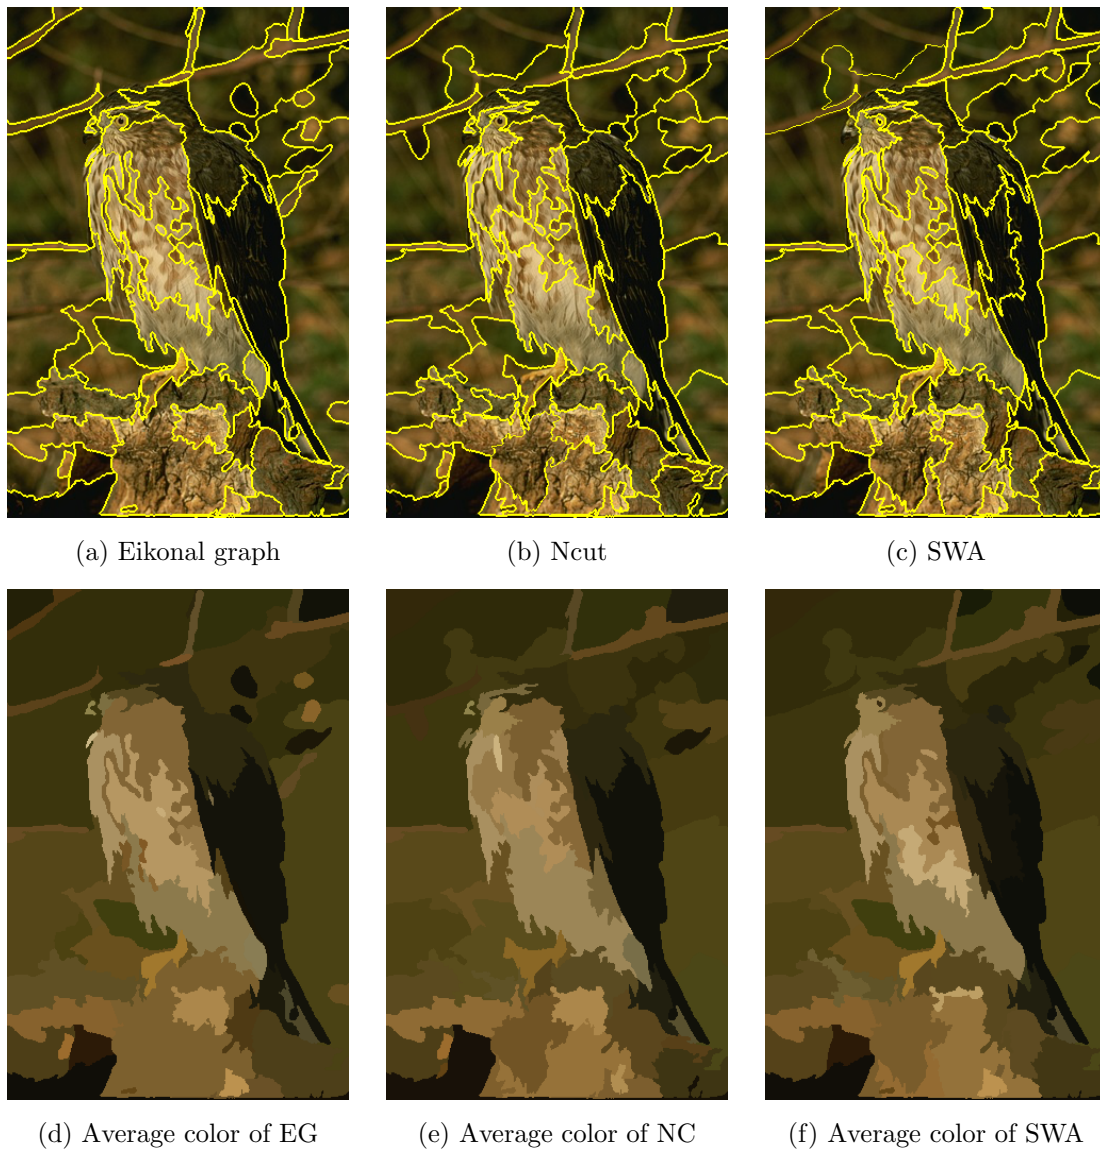 (a) Eikonal graph
(b) Ncut
(c) SWA
(d) Average color of EG
(e) Average color of NC
(f) Average color of SWA